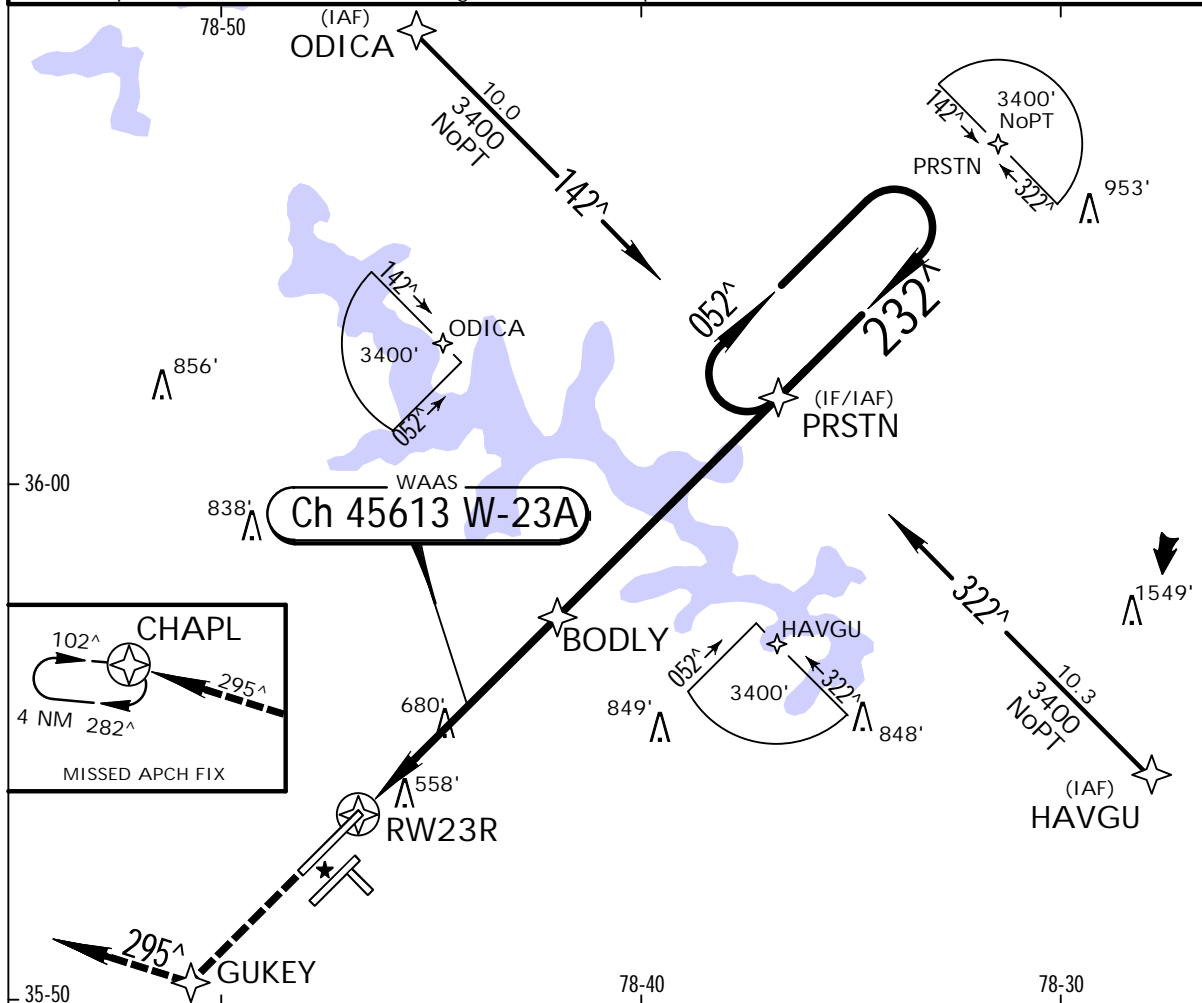 78-50
(IAF)
ODICA
10.0
3400
NoPT
142^
3400'
NoPT
142^
PRSTN
322^
953'
052^
232^
142^
ODICA
3400'
052^
856'
(IF/IAF)
PRSTN
36-00
WAAS
Ch 45613 W-23A
838'
322^
10.3
3400
NoPT
1549'
CHAPL
102^
295^
4 NM
282^
MISSED APCH FIX
BODLY
HAVGU
052^
322^
3400'
680'
849'
848'
558'
(IAF)
HAVGU
RW23R
295^
GUKEY
78-40
78-30
35-50